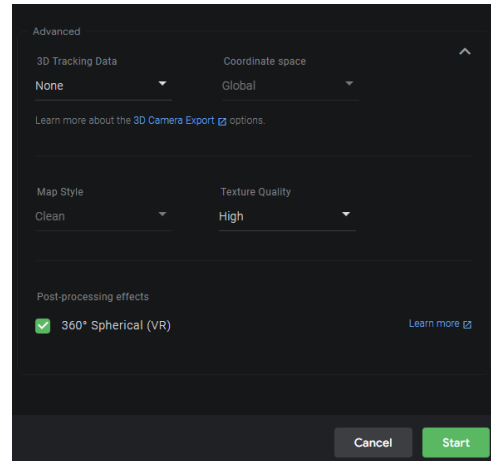 Advanced
3D Tracking Data
Coordinate space
None
Global
Learn more about the 3D Camera Export options.
Map Style
Texture Quality
Clean
High
Post-processing effects
360° Spherical (VR)
Learn more
Cancel
Start